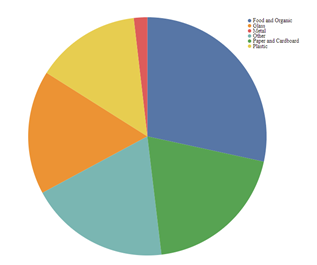 Food and Organic
Glass
Metal
Other
Paper and Cardboard
Plastic